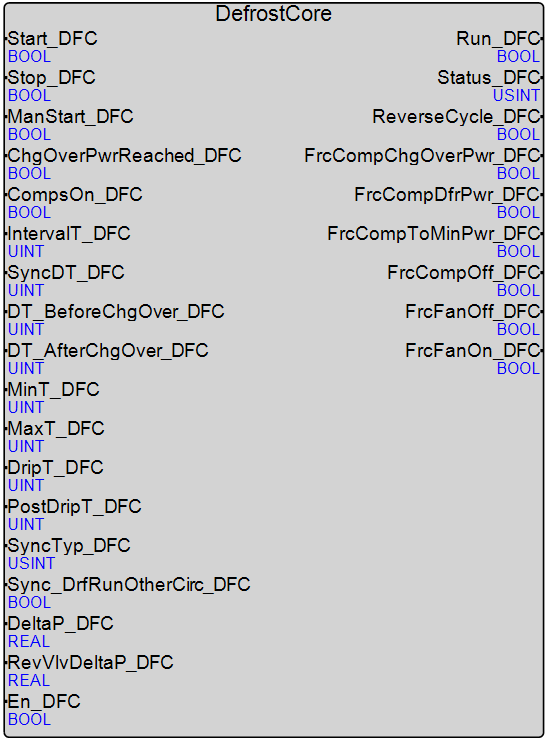 DefrostCore
Start_DFC
BOOL
Run_DFC
BOOL
Stop_DFC
BOOL
Status_DFC
USINT
ManStart_DFC
BOOL
ReverseCycle_DFC
BOOL
ChgOverPwrReached_DFC
BOOL
FrcCompChgOverPwr_DFC
BOOL
CompsOn_DFC
BOOL
FrcCompDfrPwr_DFC
BOOL
IntervalT_DFC
UINT
FrcCompToMinPwr_DFC
BOOL
SyncDT_DFC
UINT
FrcCompOff_DFC
BOOL
DT_BeforeChgOver_DFC
UINT
FrcFanOff_DFC
BOOL
DT_AfterChgOver_DFC
UINT
FrcFanOn_DFC
BOOL
MinT_DFC
UINT
MaxT_DFC
UINT
DripT_DFC
UINT
PostDripT_DFC
UINT
SyncTyp_DFC
USINT
Sync_DrfRunOtherCirc_DFC
BOOL
DeltaP_DFC
REAL
RevVlvDeltaP_DFC
REAL
En_DFC
BOOL